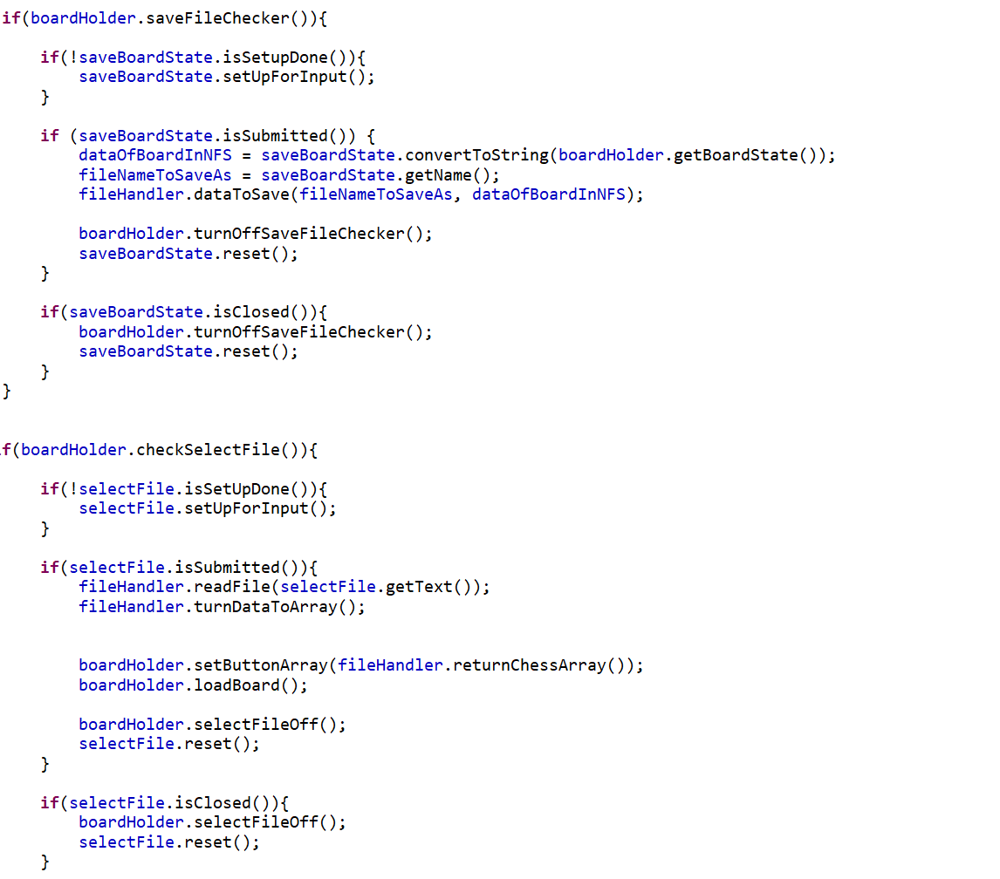 if(boardHolder.saveFileChecker()){
if(!saveBoardState.isSetupDone()){
saveBoardState.setUpForInput();
}
if (saveBoardState.isSubmitted()) {
dataOfBoardInNFS = saveBoardState.convertToString(boardHolder.getBoardState());
fileNameToSaveAs = saveBoardState.getName();
fileHandler.dataToSave(fileNameToSaveAs, dataOfBoardInNFS);
boardHolder.turnOffSaveFileChecker();
saveBoardState.reset();
}
if(saveBoardState.isClosed()){
boardHolder.turnOffSaveFileChecker();
saveBoardState.reset();
}
}
if(boardHolder.checkSelectFile()){
if(!selectFile.isSetUpDone()){
selectFile.setUpForInput();
}
if(selectFile.isSubmitted()){
fileHandler.readFile(selectFile.getText());
fileHandler.turnDataToArray();
boardHolder.setButtonArray(fileHandler.returnChessArray());
boardHolder.loadBoard();
boardHolder.selectFileOff();
selectFile.reset();
}
if(selectFile.isClosed()){
boardHolder.selectFileOff();
selectFile.reset();
}